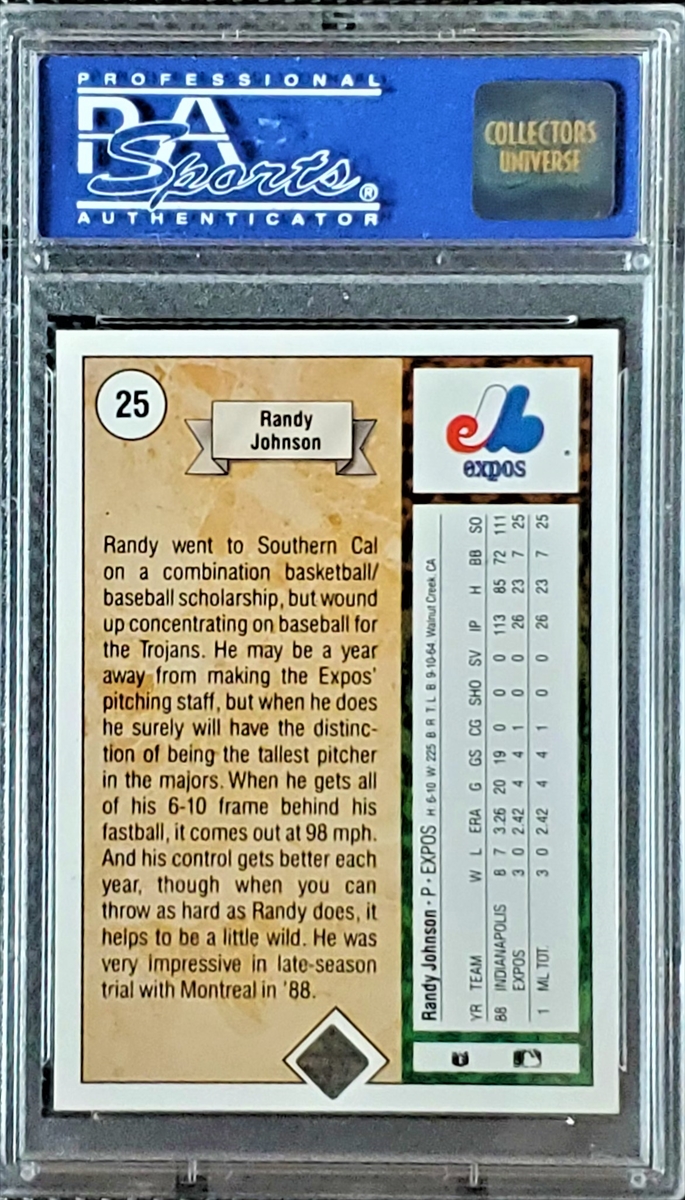 PROFESSIONAL
PSA
Sports®
AUTHENTICATOR
COLLECTORS
UNIVERSE
25
Randy
Johnson
expos
Randy went to Southern Cal
on a combination basketball/
baseball scholarship, but wound
up concentrating on baseball for
the Trojans. He may be a year
away from making the Expos'
pitching staff, but when he does
he surely will have the distinc-
tion of being the tallest pitcher
in the majors. When he gets all
of his 6-10 frame behind his
fastball, it comes out at 98 mph.
And his control gets better each
year, though when you can
throw as hard as Randy does, it
helps to be a little wild. He was
very impressive in late-season
trial with Montreal in '88.
Randy Johnson • P • EXPOS H 6-10 W 225 B R T L B 9-10-64 Walnut Creek, CA
YR TEAM W L ERA G GS CG SHO SV IP H BB SO
88 INDIANAPOLIS 8 7 3.26 20 19 0 0 0 113 85 72 111
EXPOS 3 0 2.42 4 4 1 0 0 26 23 7 25
1 ML TOT. 3 0 2.42 4 4 1 0 0 26 23 7 25